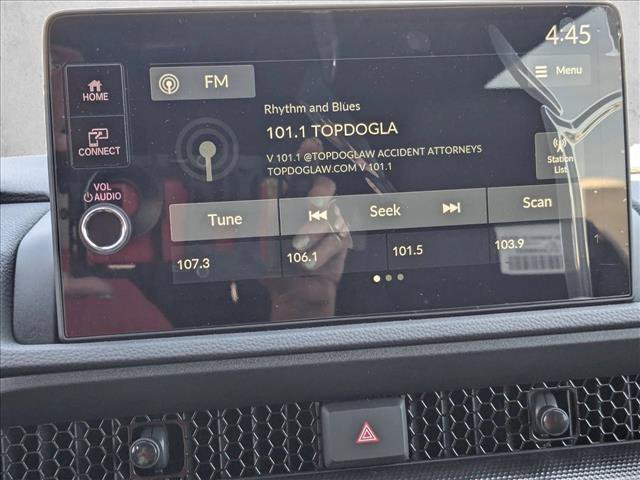 4:45
HOME
FM
Menu
Rhythm and Blues
101.1 TOPDOGLA
CONNECT
V 101.1 @TOPDOGLAW ACCIDENT ATTORNEYS
TOPDOGLAW.COM V 101.1
Station
List
VOL
AUDIO
Tune
Seek
Scan
107.3
106.1
101.5
103.9